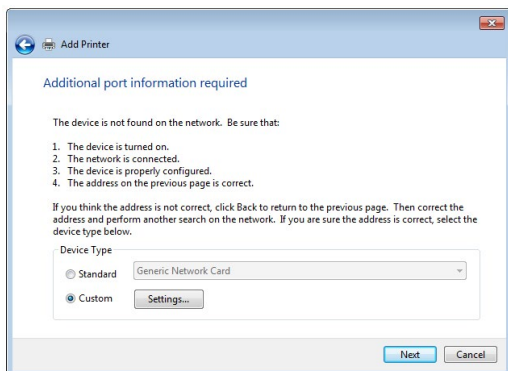 Add Printer
Additional port information required
The device is not found on the network. Be sure that:
1. The device is turned on.
2. The network is connected.
3. The device is properly configured.
4. The address on the previous page is correct.
If you think the address is not correct, click Back to return to the previous page. Then correct the
address and perform another search on the network. If you are sure the address is correct, select the
device type below.
Device Type
Standard
Generic Network Card
Custom
Settings...
Next
Cancel